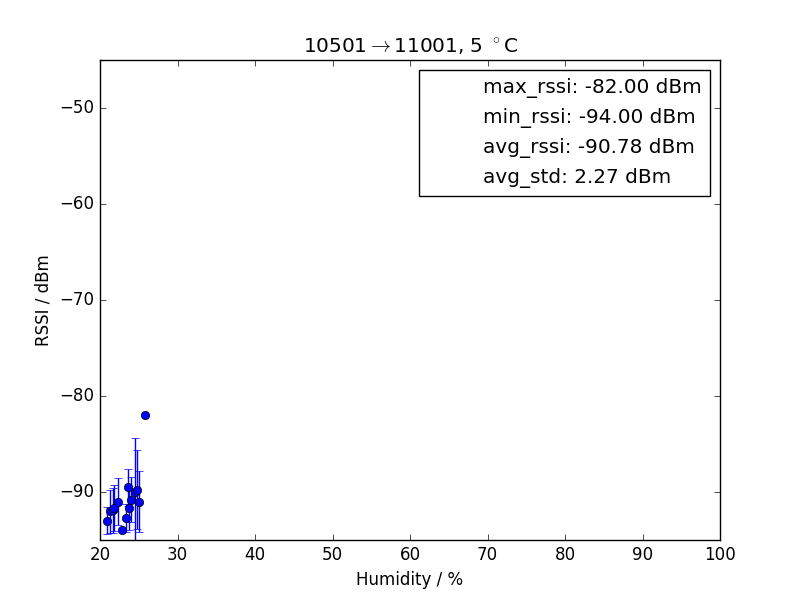 10501→11001, 5 °C
max_rssi: -82.00 dBm
min_rssi: -94.00 dBm
avg_rssi: -90.78 dBm
avg_std: 2.27 dBm
−50
−60
−70
−80
−90
RSSI / dBm
20 30 40 50 60 70 80 90 100
Humidity / %